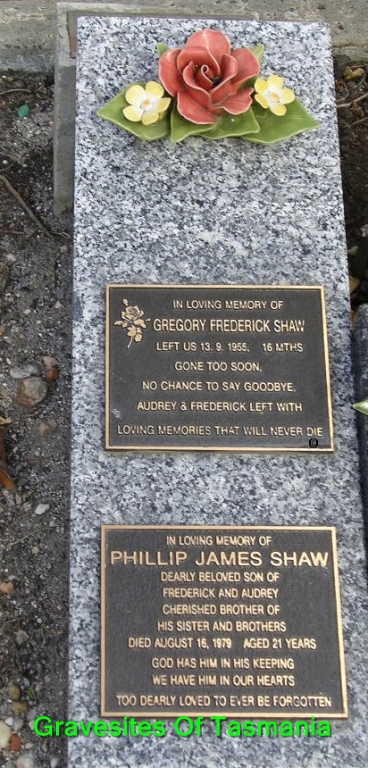 IN LOVING MEMORY OF
GREGORY FREDERICK SHAW
LEFT US 13. 9. 1955. 16 MTHS
GONE TOO SOON,
NO CHANCE TO SAY GOODBYE.
AUDREY & FREDERICK LEFT WITH
LOVING MEMORIES THAT WILL NEVER DIE
IN LOVING MEMORY OF
PHILLIP JAMES SHAW
DEARLY BELOVED SON OF
FREDERICK AND AUDREY
CHERISHED BROTHER OF
HIS SISTER AND BROTHERS
DIED AUGUST 16, 1979 AGED 21 YEARS
GOD HAS HIM IN HIS KEEPING
WE HAVE HIM IN OUR HEARTS
TOO DEARLY LOVED TO EVER BE FORGOTTEN
Gravesites Of Tasmania